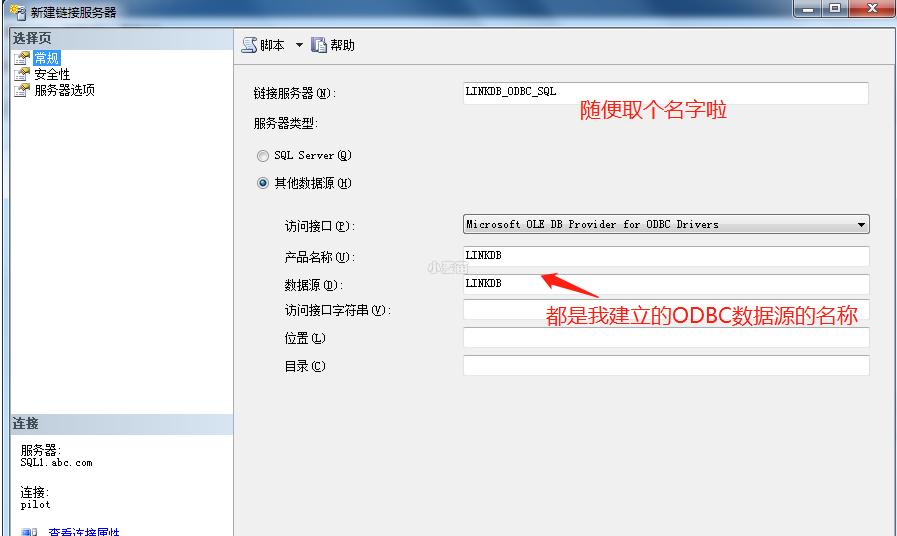 新建链接服务器
选择页
常规
安全性
服务器选项
脚本 帮助
链接服务器(N): LINKDB_ODBC_SQL
随便取个名字啦
服务器类型:
SQL Server(Q)
其他数据源(H)
访问接口(P): Microsoft OLE DB Provider for ODBC Drivers
产品名称(U): LINKDB
数据源(D): LINKDB
访问接口字符串(V):
都是我建立的ODBC数据源的名称
位置(L)
目录(C)
连接
服务器:
SQL1.abc.com
连接:
pilot
查看连接属性